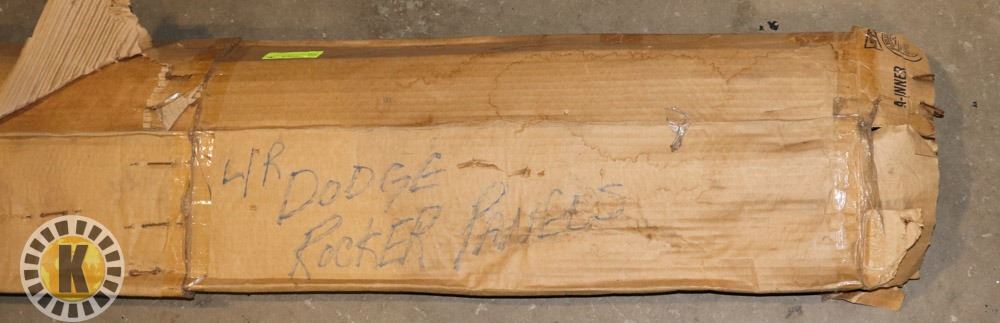 L/R DODGE
ROCKER PANELS
A-INNER
K